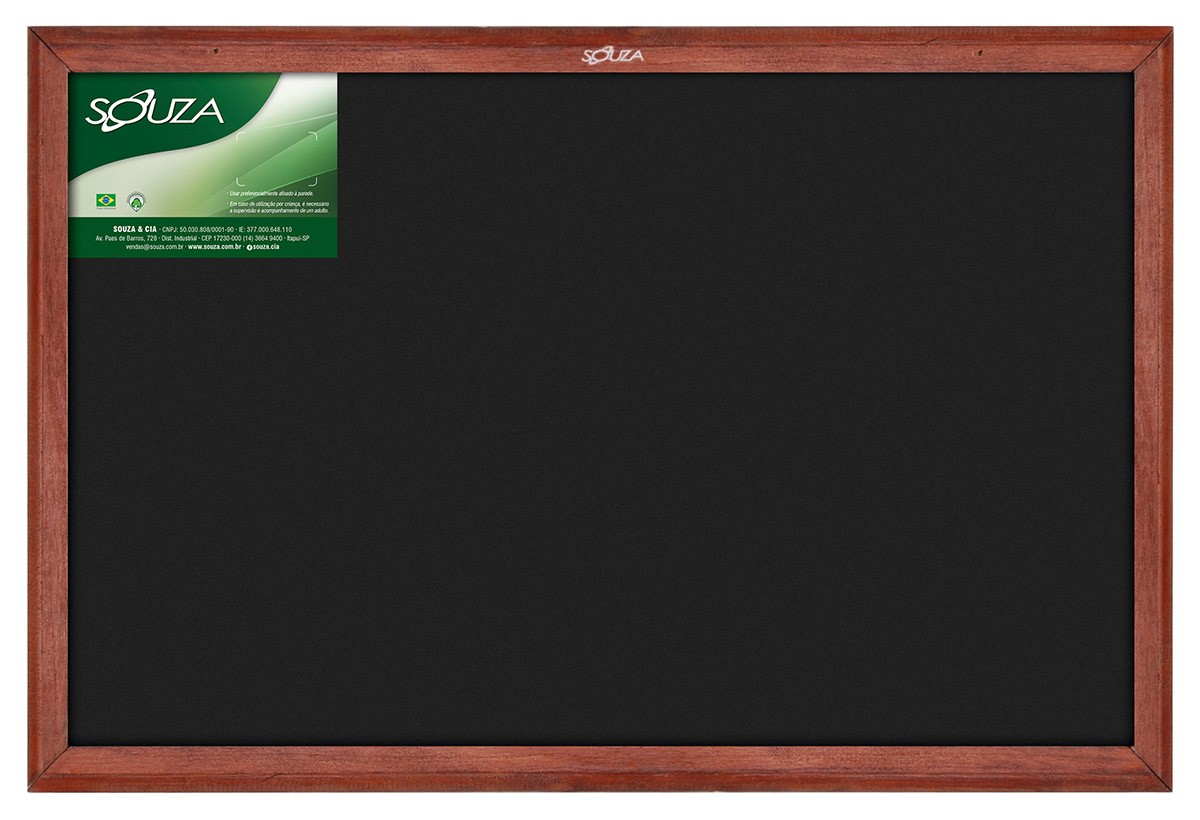 SOUZA
SOUZA
· Usar preferencialmente afixado à parede.
· Em caso de utilização por criança, é necessário
a supervisão e acompanhamento de um adulto.
SOUZA & CIA · CNPJ: 50.030.808/0001-90 · IE: 377.000.648.110
Av. Paes de Barros, 728 · Dist. Industrial · CEP 17230-000 (14) 3664 9400 · Itapuí-SP
vendas@souza.com.br · www.souza.com.br · souza.cia